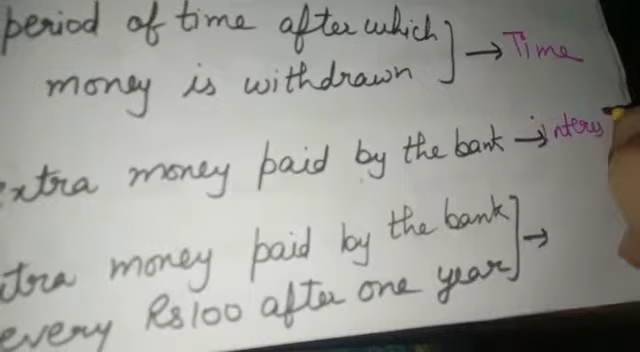 period of time after which] → Time
money is withdrawn
extra money paid by the bank → interes
xtra money paid by the bank] →
every Rs100 after one year